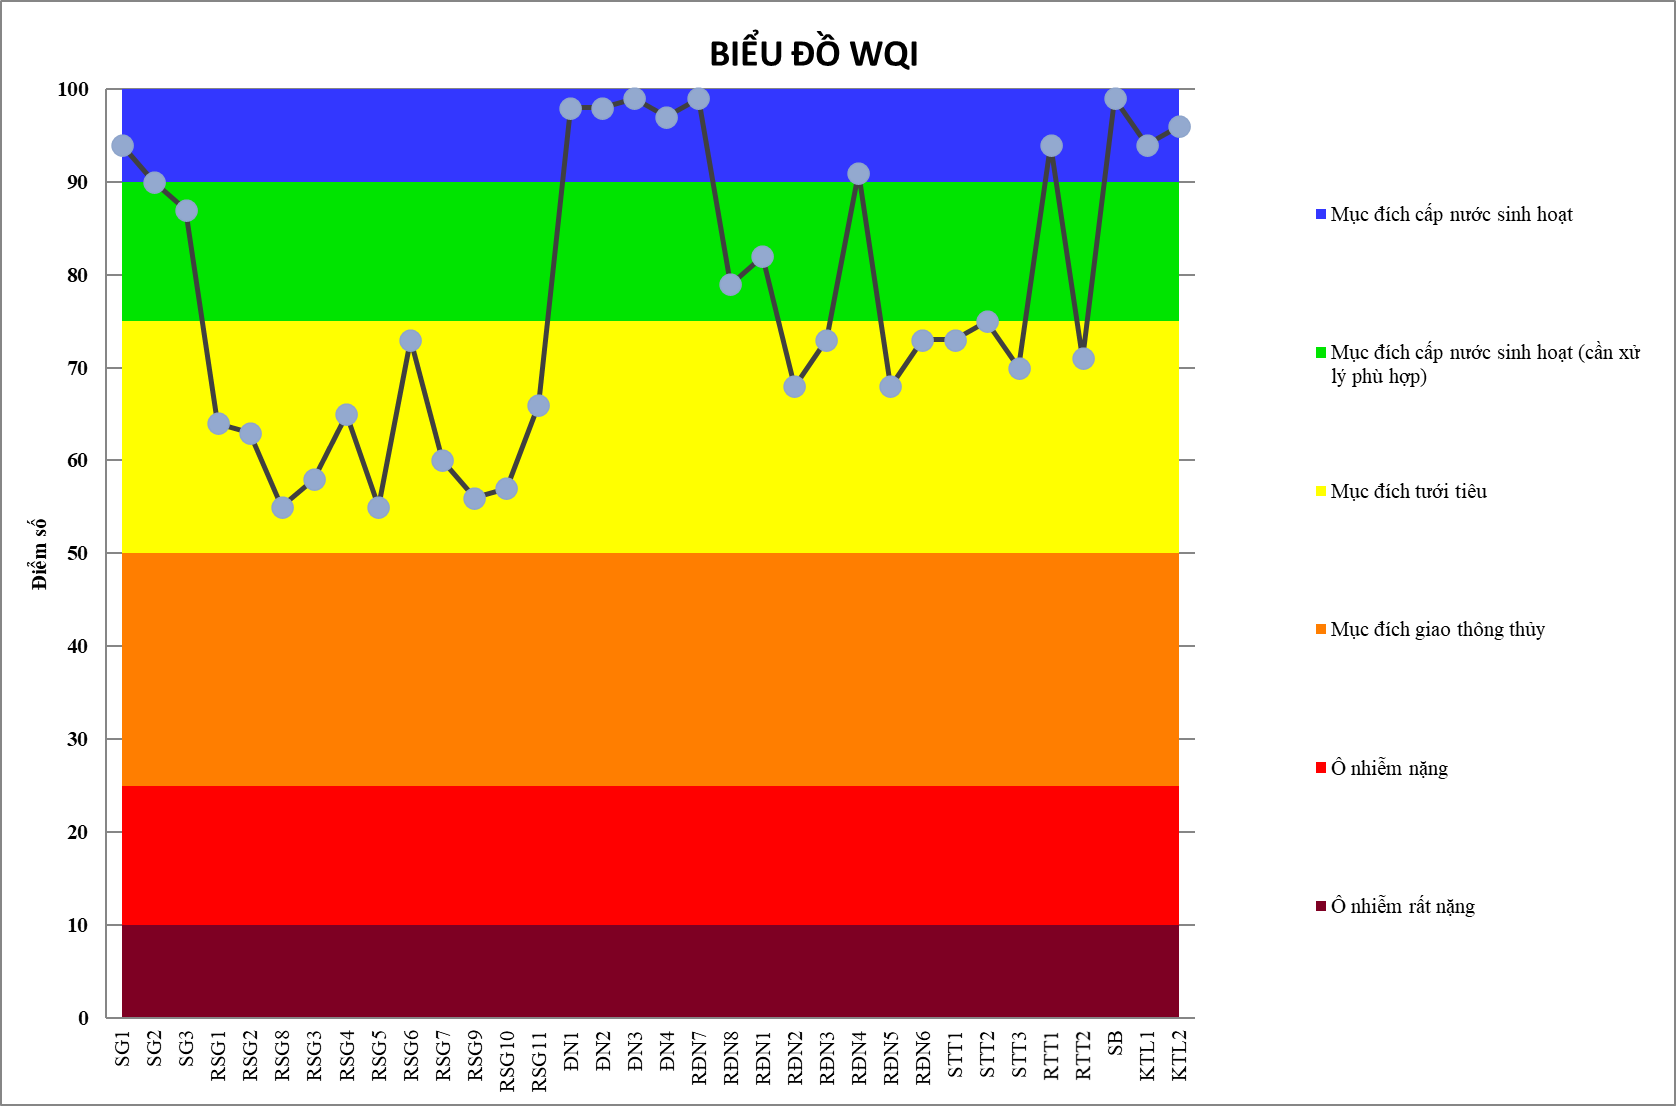 BIỂU ĐỒ WQI
Điểm số
100
90
80
70
60
50
40
30
20
10
0
SG1
SG2
SG3
RSG1
RSG2
RSG8
RSG3
RSG4
RSG5
RSG6
RSG7
RSG9
RSG10
RSG11
ĐN1
ĐN2
ĐN3
ĐN4
RĐN7
RĐN8
RĐN1
RĐN2
RĐN3
RĐN4
RĐN5
RĐN6
STT1
STT2
STT3
RTT1
RTT2
SB
KTL1
KTL2
Mục đích cấp nước sinh hoạt
Mục đích cấp nước sinh hoạt (cần xử
lý phù hợp)
Mục đích tưới tiêu
Mục đích giao thông thủy
Ô nhiễm nặng
Ô nhiễm rất nặng